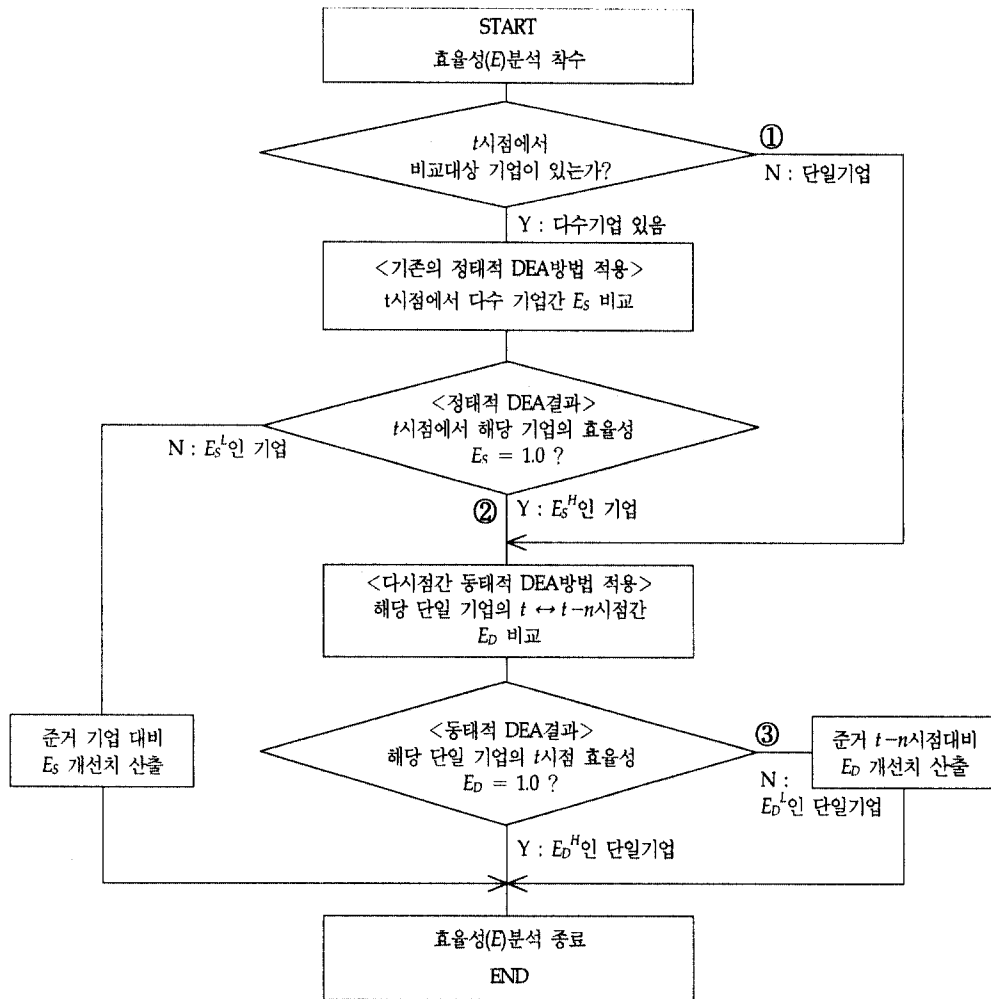 START
효율성(E)분석 착수
t시점에서
비교대상 기업이 있는가?
①
N : 단일기업
Y : 다수기업 있음
<기존의 정태적 DEA방법 적용>
t시점에서 다수 기업간 E_S 비교
<정태적 DEA결과>
t시점에서 해당 기업의 효율성
E_S = 1.0 ?
N : E_S^L인 기업
②
Y : E_S^H인 기업
<다시점간 동태적 DEA방법 적용>
해당 단일 기업의 t ↔ t-n시점간
E_D 비교
준거 기업 대비
E_S 개선치 산출
<동태적 DEA결과>
해당 단일 기업의 t시점 효율성
E_D = 1.0 ?
③
N :
E_D^L인 단일기업
준거 t-n시점대비
E_D 개선치 산출
Y : E_D^H인 단일기업
효율성(E)분석 종료
END